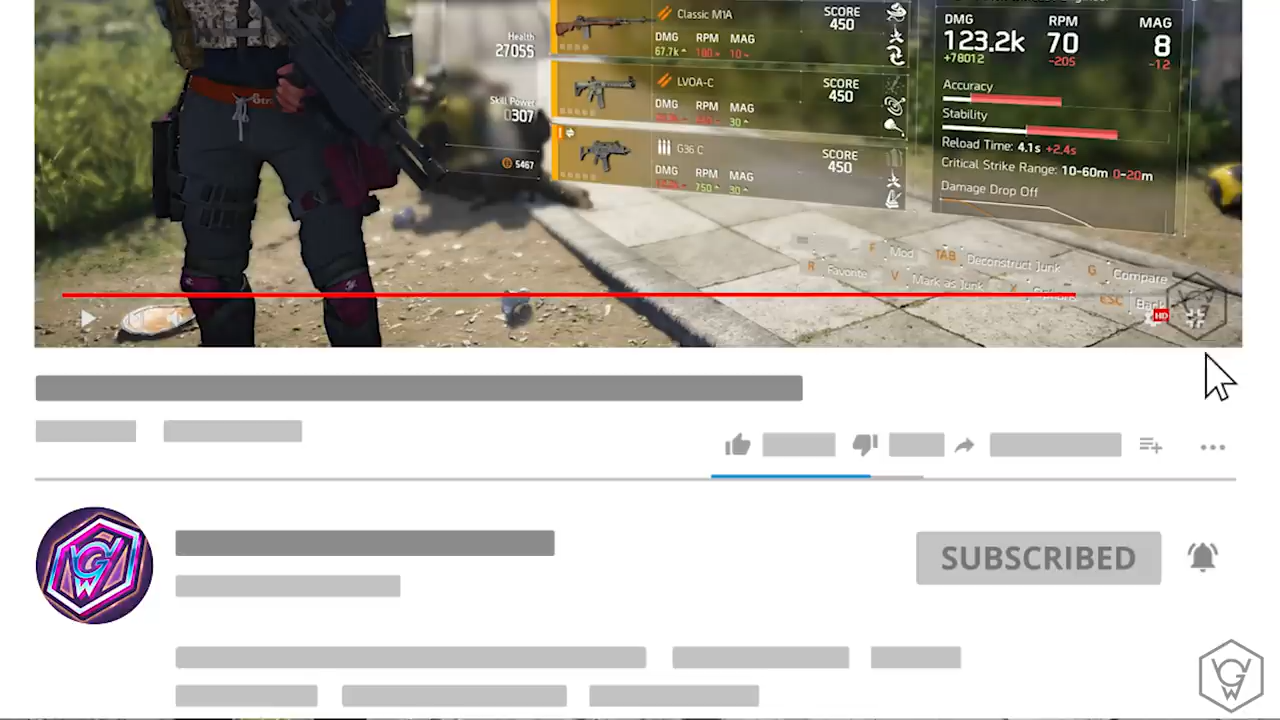 Classic M1A
SCORE
450
DMG RPM MAG
67.7k 180 10
Health
27055
LVOA-C
SCORE
450
DMG RPM MAG
30
Skill Power
0307
5467
G36 C
SCORE
450
DMG RPM MAG
750 30
DMG RPM MAG
123.2k 70 8
+78012 -205 -12
Accuracy
Stability
Reload Time: 4.1s +2.4s
Critical Strike Range: 10-60m 0-20m
Damage Drop Off
F Mod TAB Deconstruct Junk G Compare
R Favorite V Mark as Junk X ESC Back
HD
SUBSCRIBED